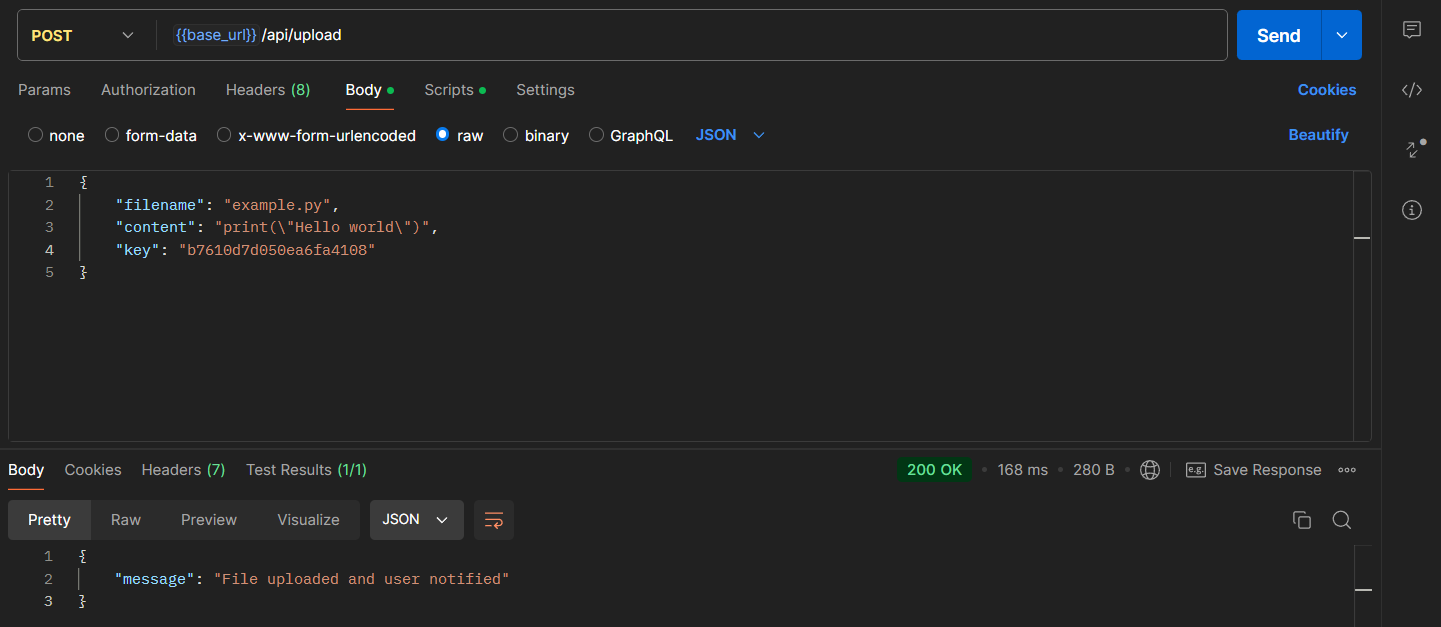 POST {{base_url}} /api/upload Send
Params Authorization Headers (8) Body Scripts Settings Cookies
none form-data x-www-form-urlencoded raw binary GraphQL JSON Beautify
1 {
2 "filename": "example.py",
3 "content": "print(\"Hello world\")",
4 "key": "b7610d7d050ea6fa4108"
5 }
Body Cookies Headers (7) Test Results (1/1) 200 OK 168 ms 280 B e.g. Save Response
Pretty Raw Preview Visualize JSON
1 {
2 "message": "File uploaded and user notified"
3 }